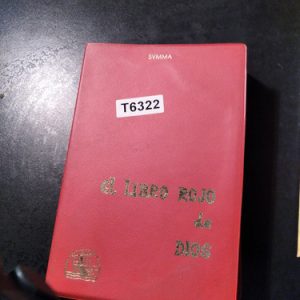 SVMMA
T6322
el LIBRO ROJO
de
DIOS